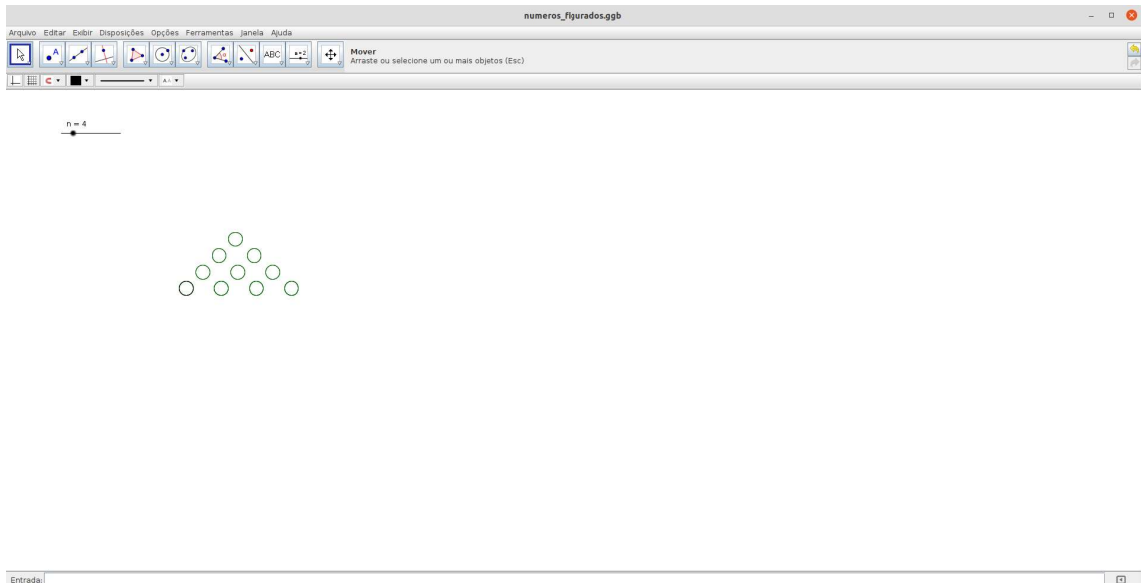 numeros_figurados.ggb
Arquivo Editar Exibir Disposições Opções Ferramentas Janela Ajuda
A
ABC
a=2
Mover
Arraste ou selecione um ou mais objetos (Esc)
n = 4
Entrada: